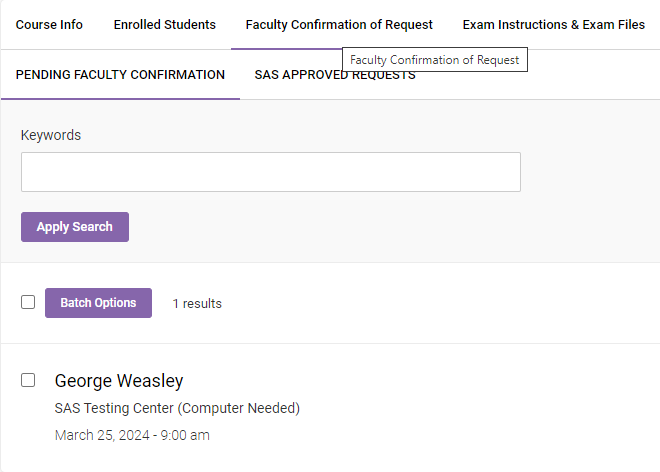 Course Info Enrolled Students Faculty Confirmation of Request Exam Instructions & Exam Files
Faculty Confirmation of Request
PENDING FACULTY CONFIRMATION SAS APPROVED REQUESTS
Keywords
Apply Search
Batch Options 1 results
George Weasley
SAS Testing Center (Computer Needed)
March 25, 2024 - 9:00 am